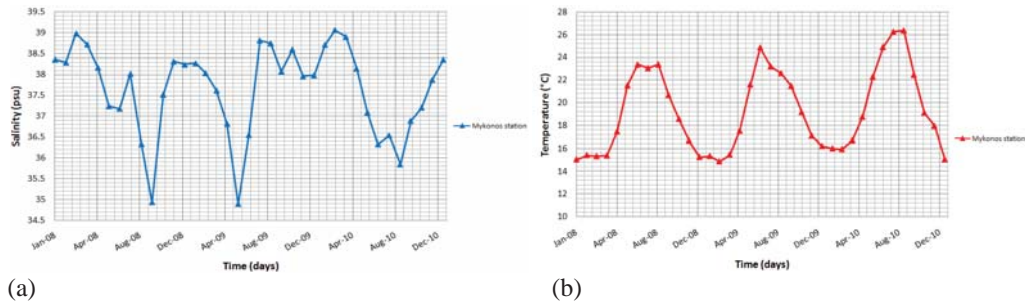 39.5
39
38.5
38
37.5
37
36.5
36
35.5
35
34.5
Salinity (psu)
Jan-08
Apr-08
Aug-08
Dec-08
Apr-09
Aug-09
Dec-09
Apr-10
Aug-10
Dec-10
Time (days)
Mykonos station
(a)
28
26
24
22
20
18
16
14
12
10
Temperature (°C)
Jan-08
Apr-08
Aug-08
Dec-08
Apr-09
Aug-09
Dec-09
Apr-10
Aug-10
Dec-10
Time (days)
Mykonos station
(b)